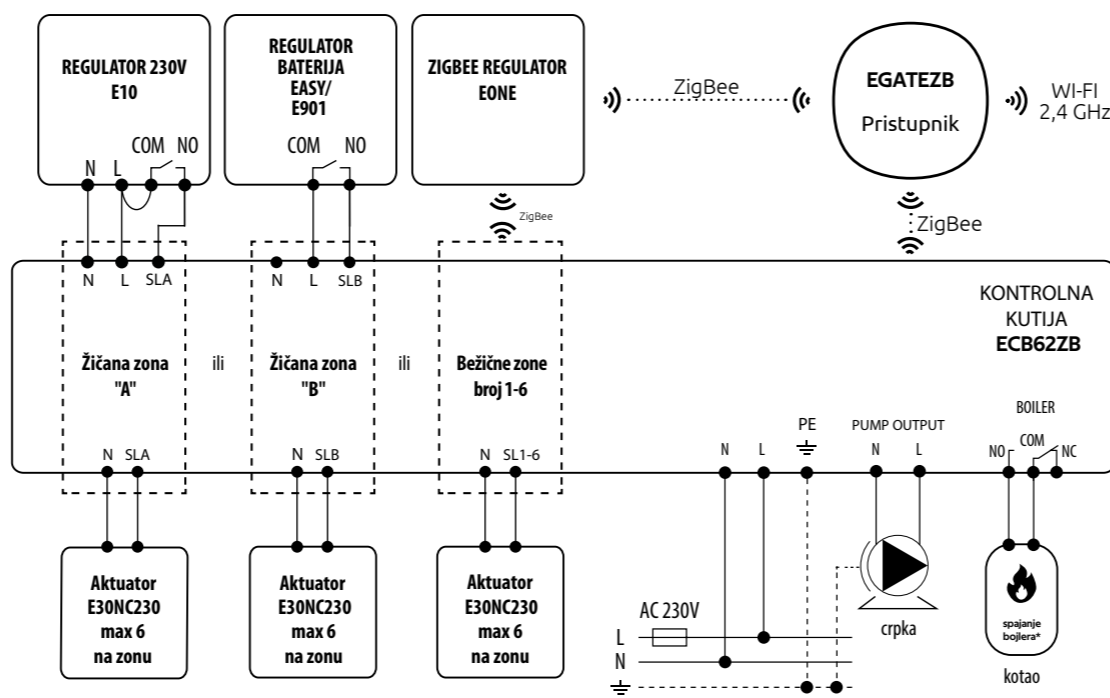 REGULATOR 230V
E10
N L COM NO
REGULATOR
BATERIJA
EASY/
E901
COM NO
ZIGBEE REGULATOR
EONE
ZigBee
EGATEZB
Pristupnik
WI-FI
2,4 GHz
ZigBee
ZigBee
N L SLA
N L SLB
Žičana zona
"A"
ili
Žičana zona
"B"
ili
Bežične zone
broj 1-6
KONTROLNA
KUTIJA
ECB62ZB
N SLA
N SLB
N SL1-6
N L PE
PUMP OUTPUT
N L
BOILER
NO COM NC
Aktuator
E30NC230
max 6
na zonu
Aktuator
E30NC230
max 6
na zonu
Aktuator
E30NC230
max 6
na zonu
AC 230V
L
N
crpka
spajanje
bojlera*
kotao